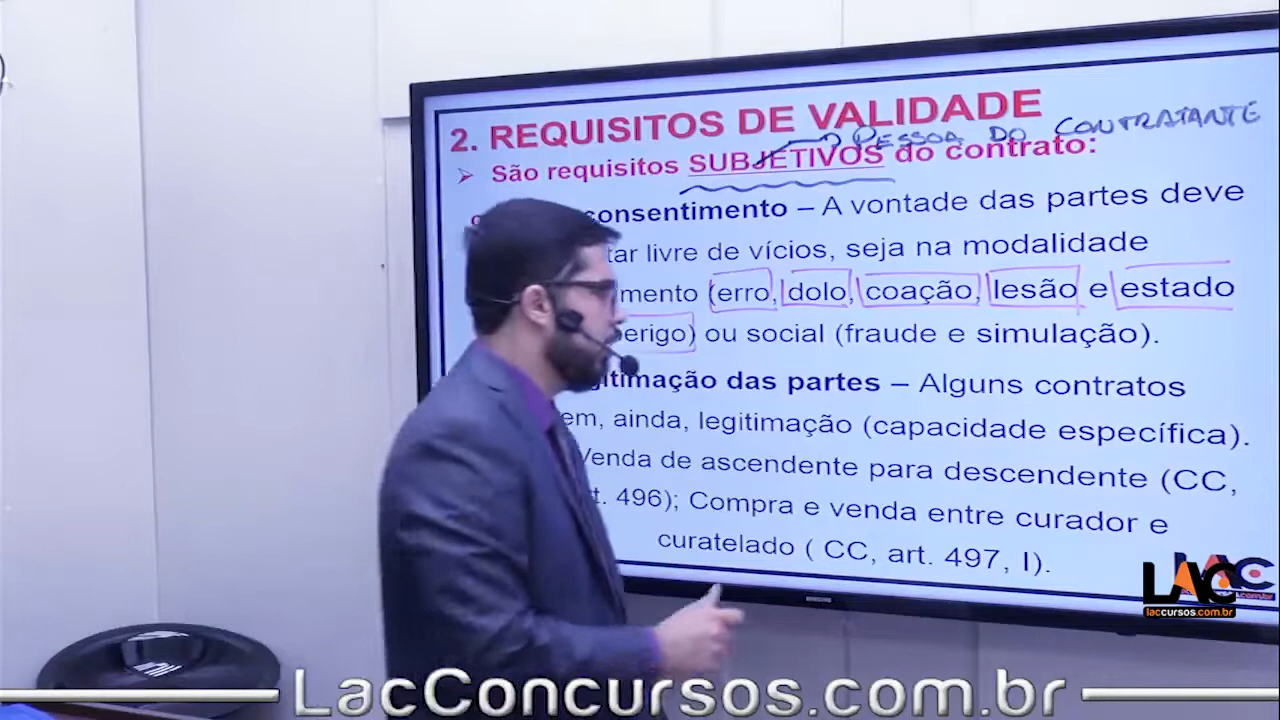 2. REQUISITOS DE VALIDADE
PESSOA DO CONTRATANTE
➢ São requisitos SUBJETIVOS do contrato:
consentimento – A vontade das partes deve
tar livre de vícios, seja na modalidade
mento (erro, dolo, coação, lesão e estado
erigo) ou social (fraude e simulação).
gitimação das partes – Alguns contratos
em, ainda, legitimação (capacidade específica).
Venda de ascendente para descendente (CC,
t. 496); Compra e venda entre curador e
curatelado ( CC, art. 497, I).
LAC
laccursos.com.br
LacConcursos.com.br